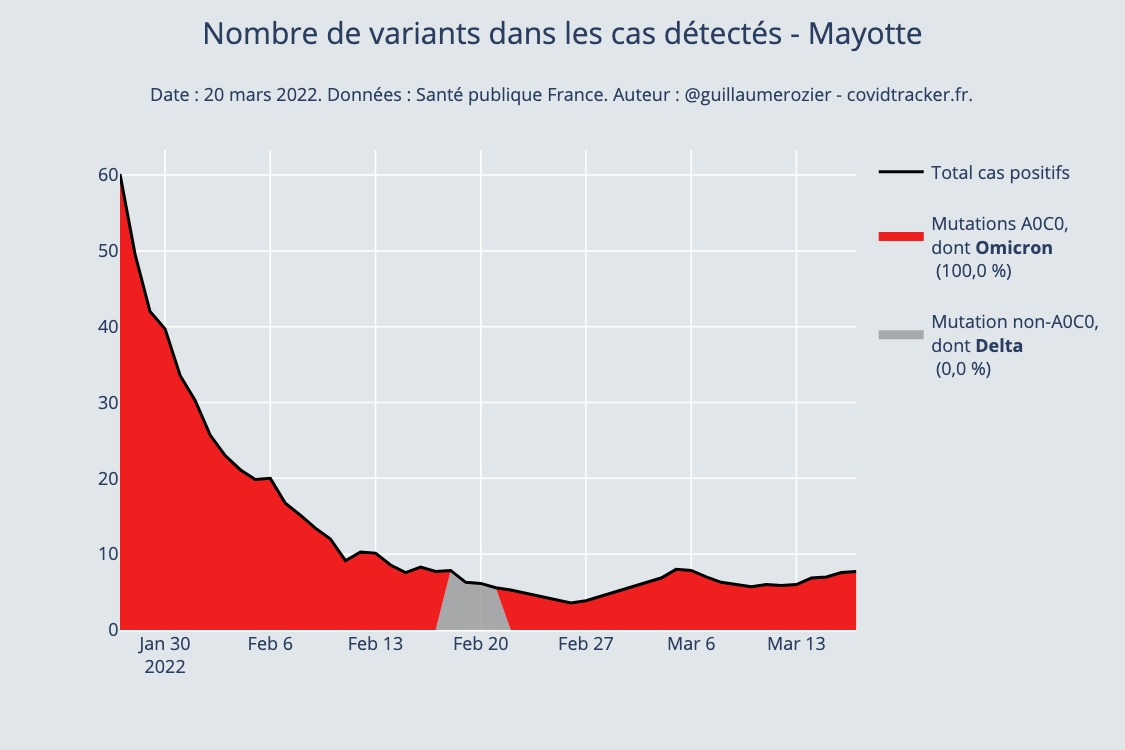 Nombre de variants dans les cas détectés - Mayotte
Date : 20 mars 2022. Données : Santé publique France. Auteur : @guillaumerozier - covidtracker.fr.
60
50
40
30
20
10
0
Jan 30
2022
Feb 6
Feb 13
Feb 20
Feb 27
Mar 6
Mar 13
Total cas positifs
Mutations A0C0,
dont Omicron
(100,0 %)
Mutation non-A0C0,
dont Delta
(0,0 %)